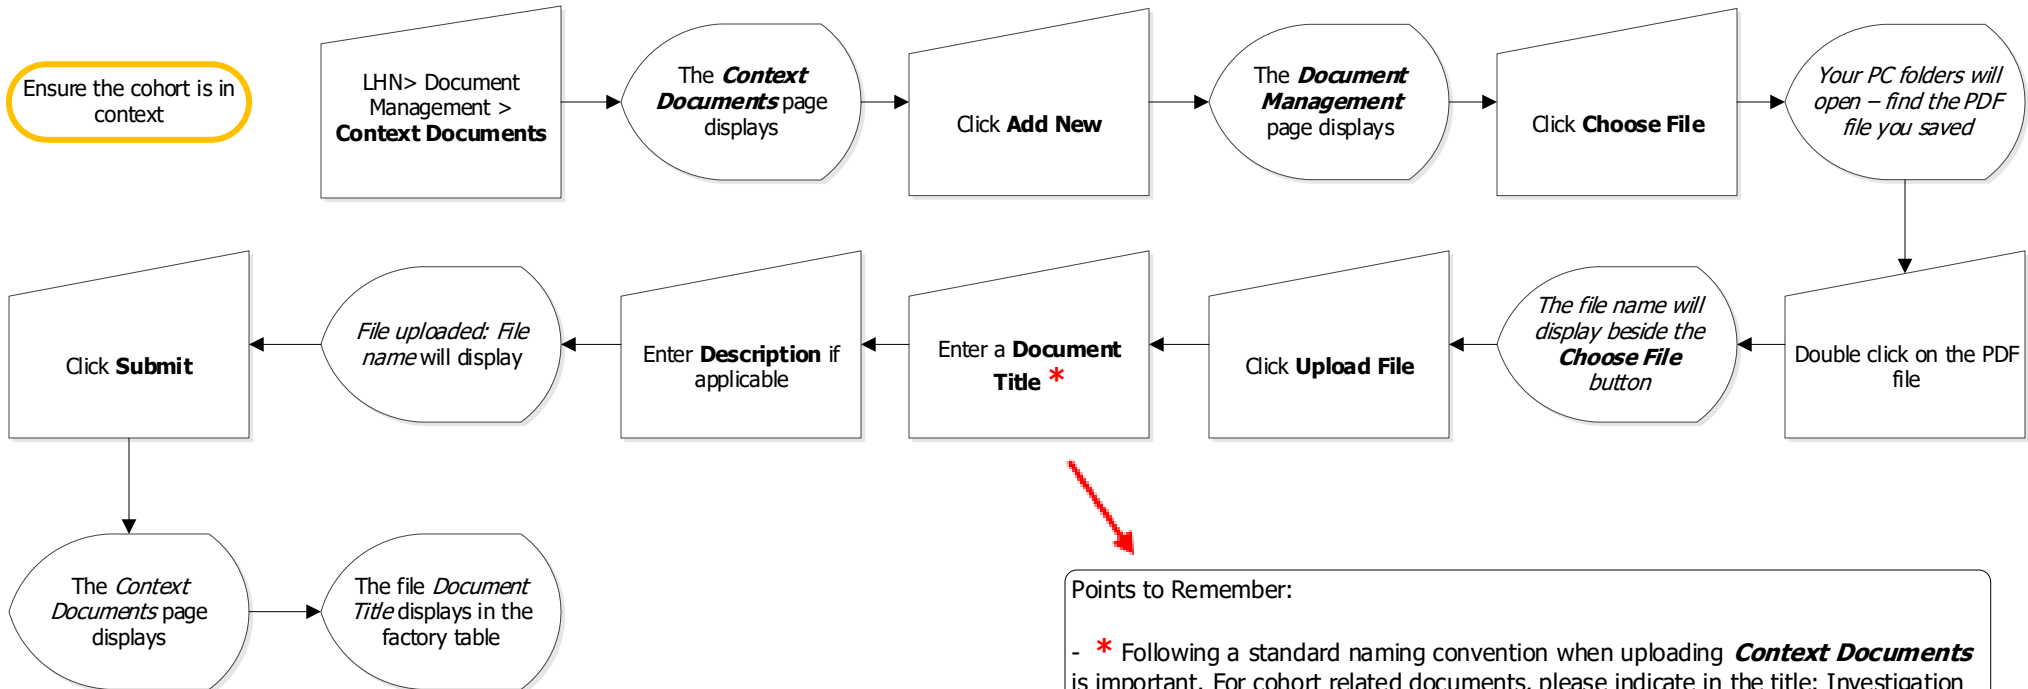 Ensure the cohort is in
context
LHN> Document
Management >
Context Documents
The Context
Documents page
displays
Click Add New
The Document
Management
page displays
Click Choose File
Your PC folders will
open – find the PDF
file you saved
Double click on the PDF
file
The file name will
display beside the
Choose File
button
Click Upload File
Enter a Document
Title *
Enter Description if
applicable
File uploaded: File
name will display
Click Submit
The Context
Documents page
displays
The file Document
Title displays in the
factory table
Points to Remember:
- * Following a standard naming convention when uploading Context Documents
is important. For cohort related documents, please indicate in the title: Investigation